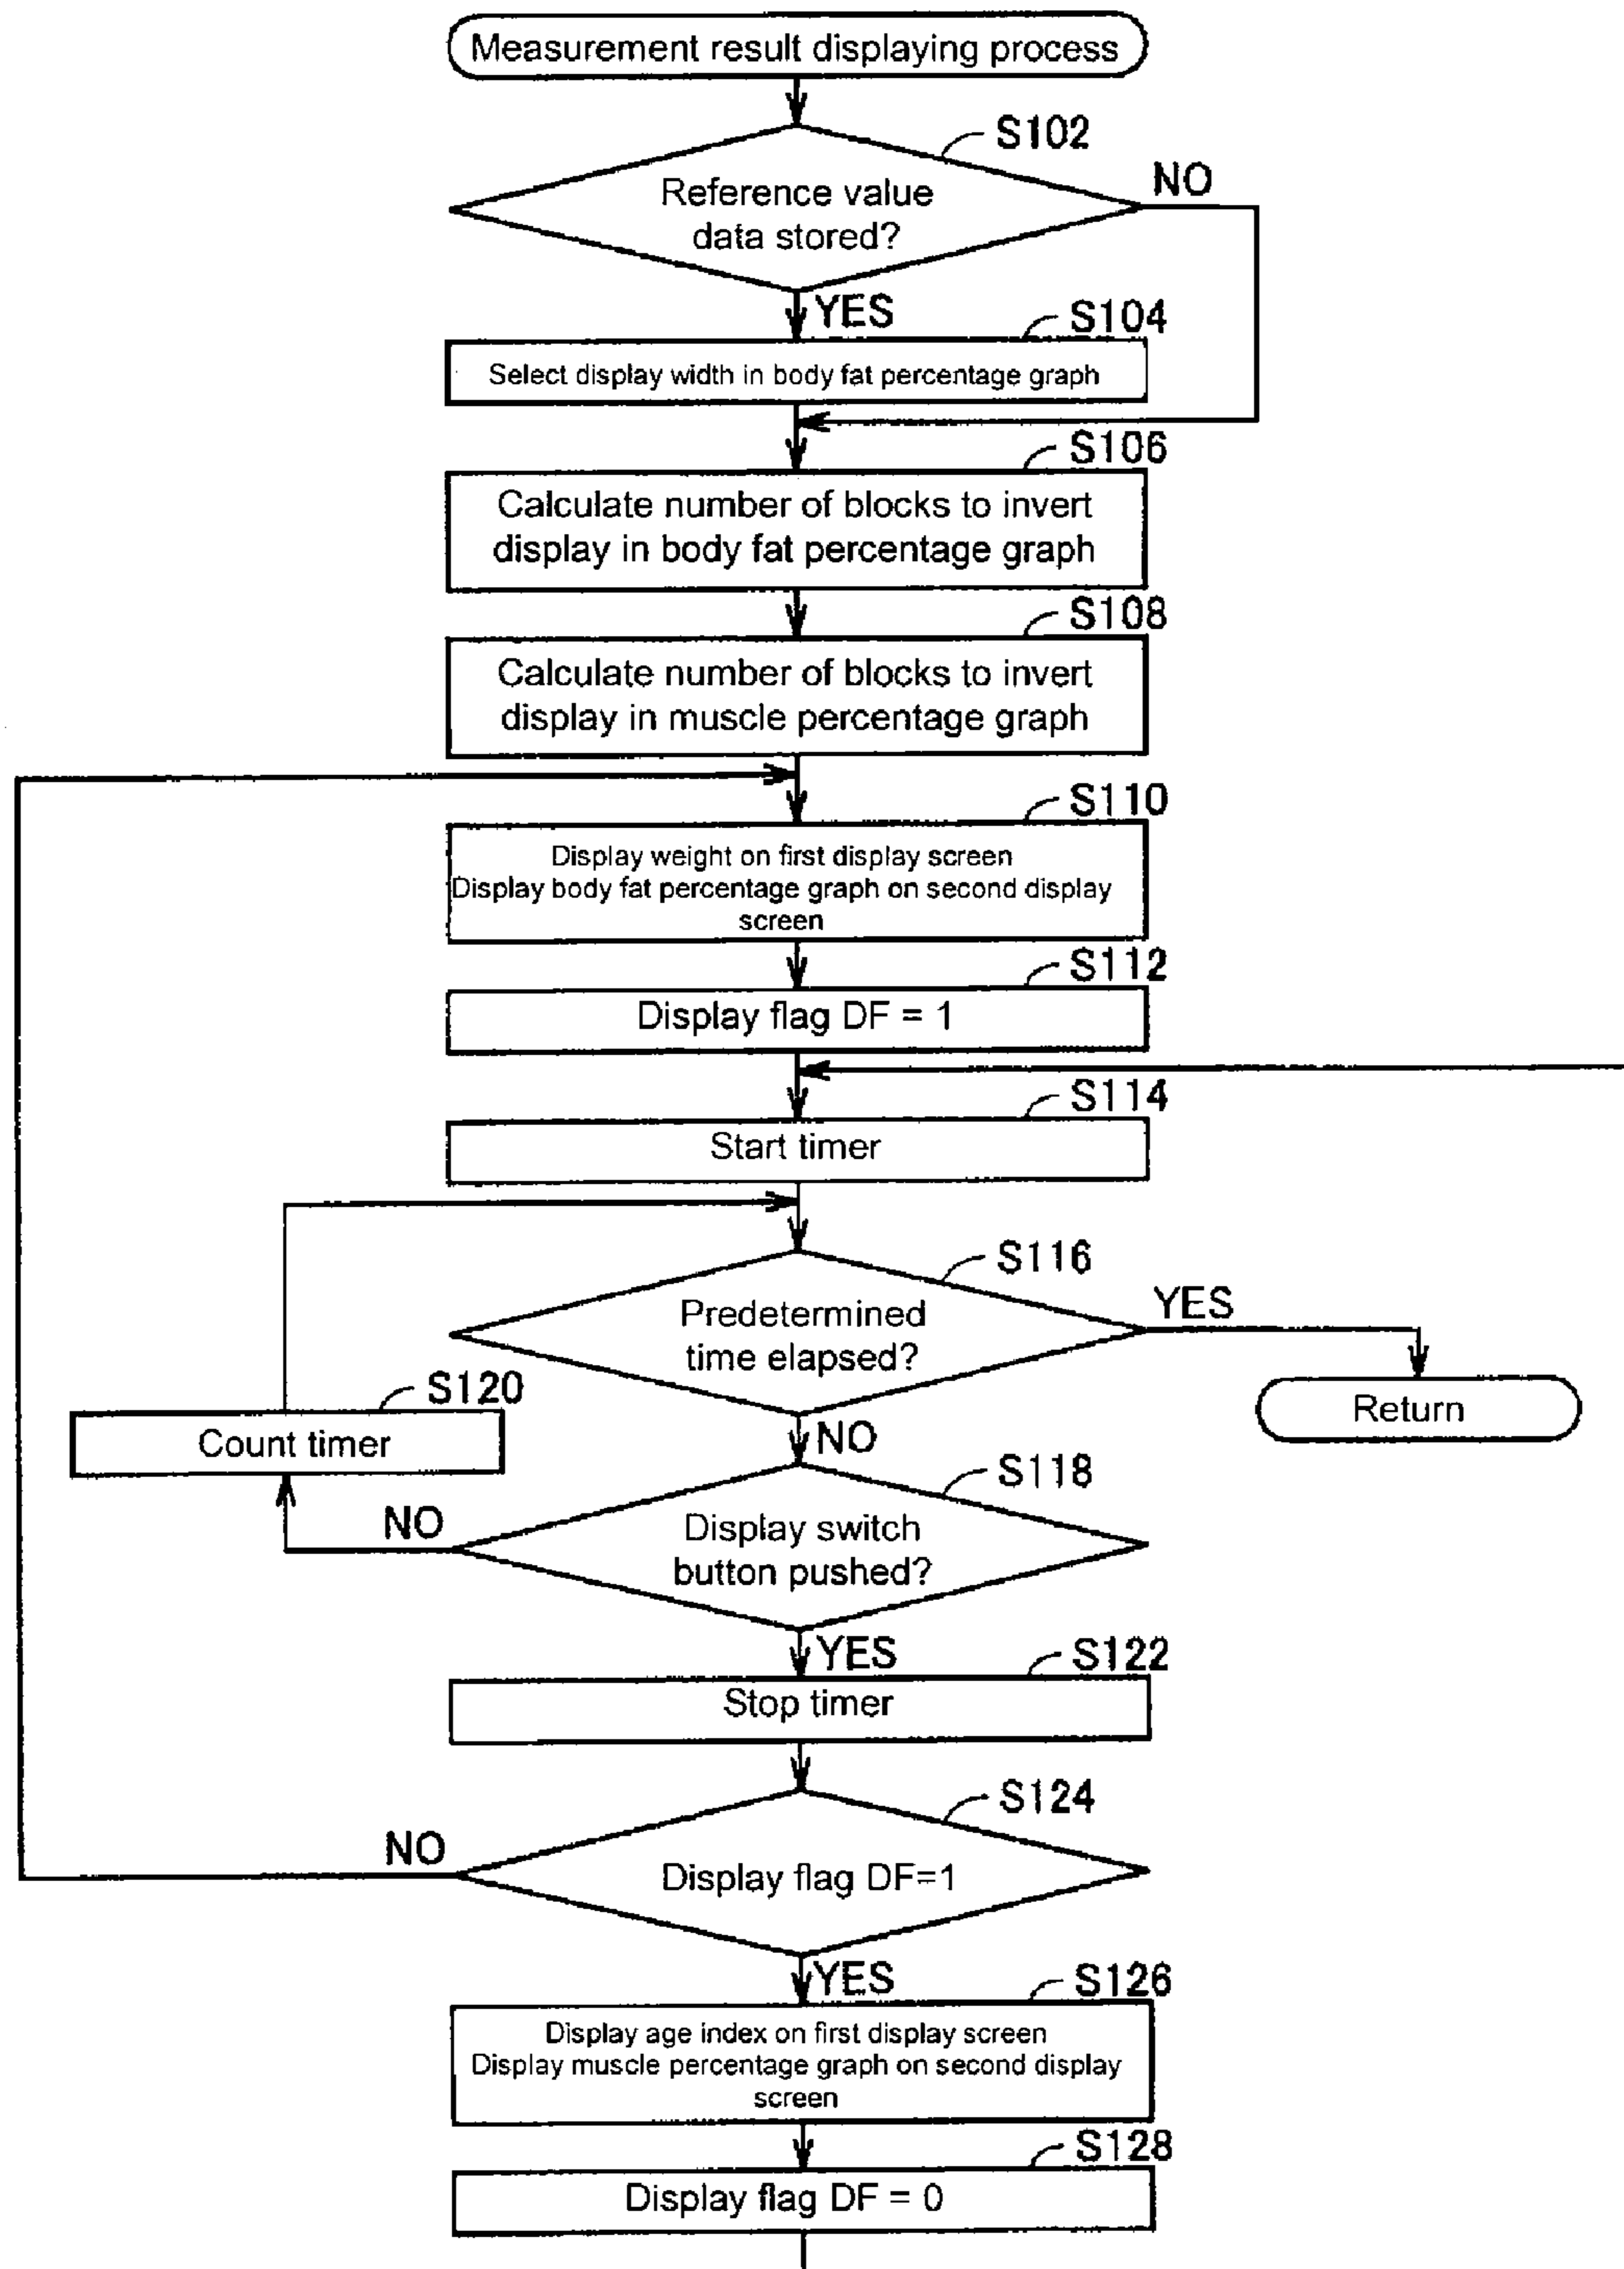 Measurement result displaying process
S102
Reference value
data stored?
NO
YES
S104
Select display width in body fat percentage graph
S106
Calculate number of blocks to invert
display in body fat percentage graph
S108
Calculate number of blocks to invert
display in muscle percentage graph
S110
Display weight on first display screen
Display body fat percentage graph on second display
screen
S112
Display flag DF = 1
S114
Start timer
S116
Predetermined
time elapsed?
YES
Return
S120
Count timer
NO
S118
Display switch
button pushed?
NO
YES
S122
Stop timer
S124
Display flag DF=1
NO
YES
S126
Display age index on first display screen
Display muscle percentage graph on second display
screen
S128
Display flag DF = 0